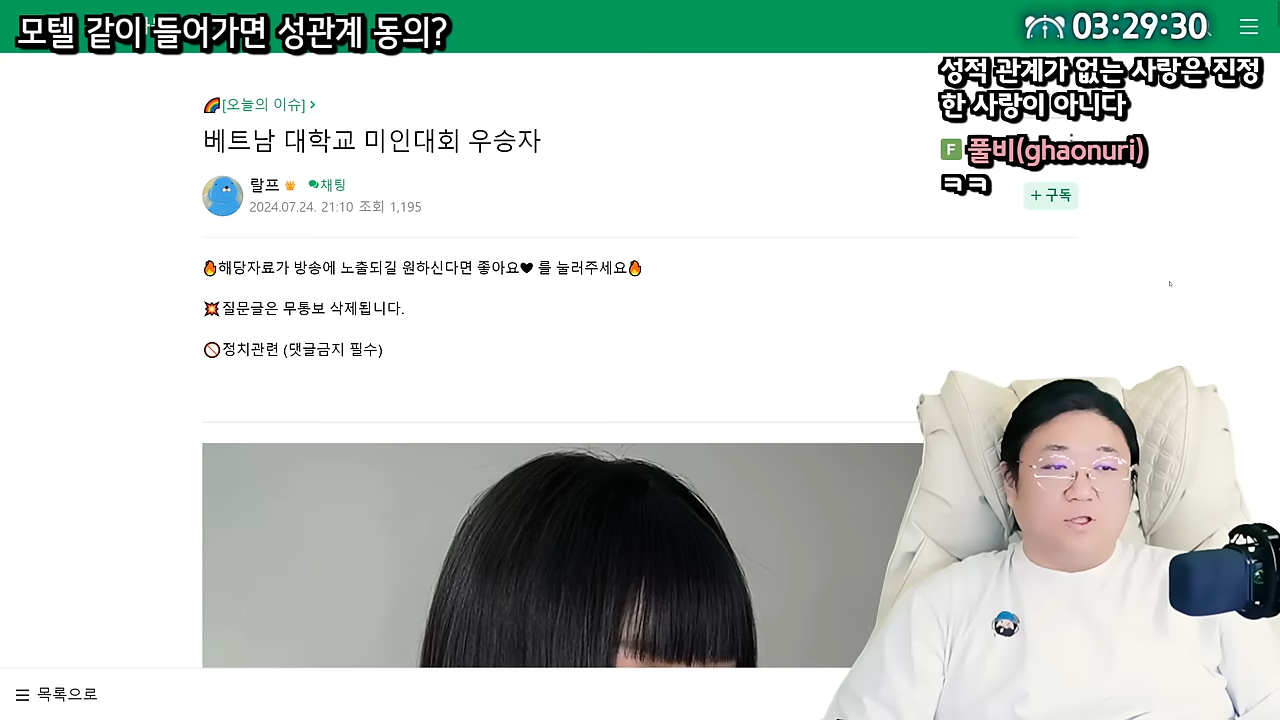 모텔 같이 들어가면 성관계 동의?
03:29:30
성적 관계가 없는 사랑은 진정
한 사랑이 아니다
F 풀비(ghaonuri)
ㅋㅋ
🌈[오늘의 이슈] >
베트남 대학교 미인대회 우승자
랄프 채팅
2024.07.24. 21:10 조회 1,195
+ 구독
🔥해당자료가 방송에 노출되길 원하신다면 좋아요♥ 를 눌러주세요🔥
💥질문글은 무통보 삭제됩니다.
🚫정치관련 (댓글금지 필수)
목록으로